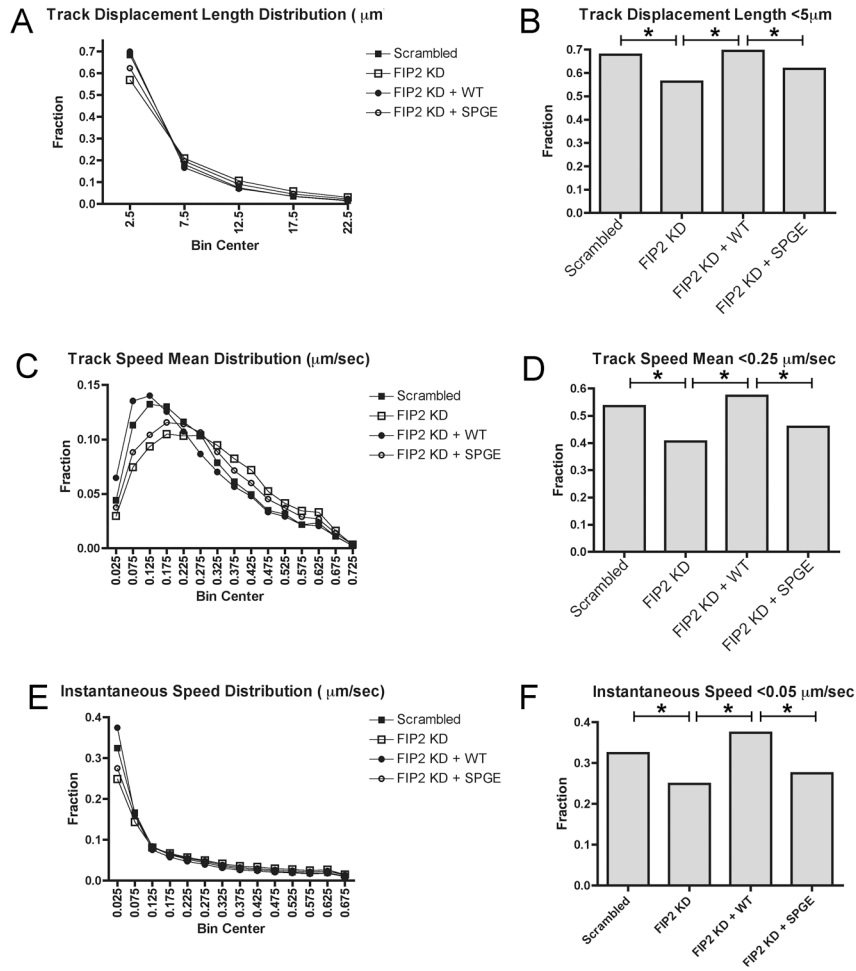 A
Track Displacement Length Distribution ( μm
Fraction
0.7
0.6
0.5
0.4
0.3
0.2
0.1
0.0
2.5
7.5
12.5
17.5
22.5
Bin Center
Scrambled
FIP2 KD
FIP2 KD + WT
FIP2 KD + SPGE
B
Track Displacement Length <5μm
* * *
Fraction
0.7
0.6
0.5
0.4
0.3
0.2
0.1
0.0
Scrambled
FIP2 KD
FIP2 KD + WT
FIP2 KD + SPGE
C
Track Speed Mean Distribution (μm/sec)
Fraction
0.15
0.10
0.05
0.00
0.025
0.075
0.125
0.175
0.225
0.275
0.325
0.375
0.425
0.475
0.525
0.575
0.625
0.675
0.725
Bin Center
Scrambled
FIP2 KD
FIP2 KD + WT
FIP2 KD + SPGE
D
Track Speed Mean <0.25 μm/sec
* * *
Fraction
0.6
0.5
0.4
0.3
0.2
0.1
0.0
Scrambled
FIP2 KD
FIP2 KD + WT
FIP2 KD + SPGE
E
Instantaneous Speed Distribution ( μm/sec)
Fraction
0.4
0.3
0.2
0.1
0.0
0.025
0.075
0.125
0.175
0.225
0.275
0.325
0.375
0.425
0.475
0.525
0.575
0.625
0.675
Bin Center
Scrambled
FIP2 KD
FIP2 KD + WT
FIP2 KD + SPGE
F
Instantaneous Speed <0.05 μm/sec
* * *
Fraction
0.4
0.3
0.2
0.1
0.0
Scrambled
FIP2 KD
FIP2 KD + WT
FIP2 KD + SPGE